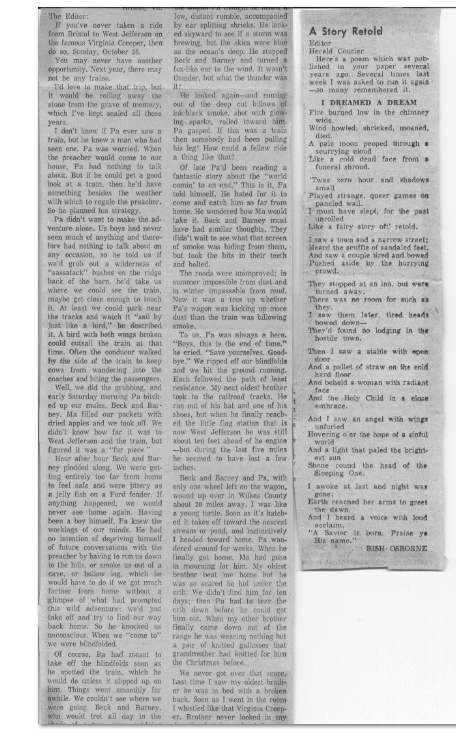 The Editor:
If you've never taken a ride
from Bristol to West Jefferson on
the famous Virginia Creeper, then
do so, Sunday, October 25.
You may never have another
opportunity. Next year, there may
not be any trains.
I'd love to make that trip, but
it would be rolling away the
stone from the grave of memory,
which I've kept sealed all these
years.
I don't know if Pa ever saw a
train, but he knew a man who had
seen one. Pa was worried. When
the preacher would come to our
house, Pa had nothing to talk
about. But if he could get a good
look at a train, then he'd have
something besides the weather
with which to regale the preacher.
So he planned his strategy.
Pa didn't want to make the ad-
venture alone. Us boys had never
seen much of anything and there-
fore had nothing to talk about on
any occasion, so he told us if
we'd grub out a wilderness of
"sassafack" bushes on the ridge
back of the barn, he'd take us
where we could see the train,
maybe get close enough to touch
it. At least we could park near
the tracks and watch it "sail by
just like a bird," he described
it. A bird with both wings broken
could outsail the train at that
time. Often the conductor walked
by the side of the train to keep
cows from wandering into the
coaches and biting the passengers.
Well, we did the grubbing, and
early Saturday morning Pa hitch-
ed up our mules, Beck and Bar-
ney. Ma filled our pockets with
dried apples and we took off. We
didn't know how far it was to
West Jefferson and the train, but
figured it was a "fur piece."
Hour after hour Beck and Bar-
ney plodded along. We were get-
ting entirely too far from home
to feel safe and were jittery as
a jelly fish on a Ford fender. If
anything happened, we would
never see home again. Having
been a boy himself, Pa knew the
workings of our minds. He had
no intention of depriving himself
of future conversations with the
preacher by having to run us down
in the hills, or smoke us out of a
cave, or hollow log, which he
would have to do if we got much
farther from home without a
glimpse of what had prompted
this wild adventure; we'd just
take off and try to find our way
back home. So he knocked us
unconscious. When we "come to"
we were blindfolded.
Of course, Pa had meant to
take off the blindfolds soon as
he spotted the train, which he
would do unless it slipped up on
him. Things went smoothly for
awhile. We couldn't see where we
were going. Beck and Barney,
who would trot all day in the
low, distant rumble, accompanied
by ear splitting shrieks. He look-
ed skyward to see if a storm was
brewing, but the skies were blue
as the ocean's deep. He stopped
Beck and Barney and turned a
fox-like ear to the wind. It wasn't
thunder, but what the thunder was
it?
He looked again—and coming
out of the deep cut billows of
ink-black smoke, shot with glow-
ing sparks, rolled toward him.
Pa gasped. If this was a train
then somebody had been pulling
his leg! How could a fellow ride
a thing like that?
Of late Pa'd been reading a
fantastic story about the "world
comin' to an end." This is it, Pa
told himself. He hated for it to
come and catch him so far from
home. He wondered how Ma would
take it. Beck and Barney must
have had similar thoughts. They
didn't wait to see what that screen
of smoke was hiding from them,
but took the bits in their teeth
and bolted.
The roads were unimproved; in
summer impossible from dust and
in winter impassable from mud.
Now it was a toss up whether
Pa's wagon was kicking up more
dust than the train was billowing
smoke.
To us, Pa was always a hero.
"Boys, this is the end of time,"
he cried. "Save yourselves. Good-
bye." We ripped off our blindfolds
and we hit the ground running.
Each followed the path of least
resistance. My next oldest brother
took to the railroad tracks. He
ran out of his hat and one of his
shoes, but when he finally reach-
ed the little flag station that is
now West Jefferson he was still
about ten feet ahead of he engine
—but during the last five miles
he seemed to have lost a few
inches.
Beck and Barney and Pa, with
only one wheel left on the wagon,
wound up over in Wilkes County
about 20 miles away. I was like
a young turtle. Soon as it's hatch-
ed it takes off toward the nearest
stream or pond, and instinctively
I headed toward home. Pa wan-
dered around for weeks. When he
finally got home, Ma had gone
in mourning for him. My oldest
brother beat me home but he
was so scared he hid under the
crib. We didn't find him for ten
days; then Pa had to tear the
crib down before he could get
him out. When my other brother
finally came down out of the
range he was wearing nothing but
a pair of knitted gallusses that
grandmother had knitted for him
the Christmas before.
We never got over that scare.
Last time I saw my oldest broth-
er he was in bed with a broken
back. Soon as I went in the room
I whistled like that Virginia Creep-
er. Brother never looked in my
A Story Retold
Editor
Herald Courier
Here's a poem which was pub-
lished in your paper several
years ago. Several times last
week I was asked to run it again
—so many remembered it.
I DREAMED A DREAM
Fire burned low in the chimney
wide,
Wind howled, shrieked, moaned,
died.
A pale moon peeped through a
scurrying cloud
Like a cold dead face from a
funeral shroud.
'Twas zero hour and shadows
small
Played strange, queer games on
paneled wall.
I must have slept, for the past
unrolled
Like a fairy story oft' retold.
I saw a town and a narrow street;
Heard the scuffle of sandaled feet,
And saw a couple tired and bowed
Pushed aside by the hurrying
crowd.
They stopped at an inn, but were
turned away,
There was no room for such as
they.
I saw them later, tired heads
bowed down—
They'd found no lodging in the
hostile town.
Then I saw a stable with open
door
And a pallet of straw on the cold
hard floor
And beheld a woman with radiant
face
And the Holy Child in a close
embrace.
And I saw an angel with wings
unfurled
Hovering o'er the hope of a sinful
world
And a light that paled the bright-
est sun
Shone round the head of the
Sleeping One.
I awoke at last and night was
gone;
Earth reached her arms to greet
the dawn.
And I heard a voice with loud
acclaim,
"A Savior is born. Praise ye
His name."
BISH OSBORNE